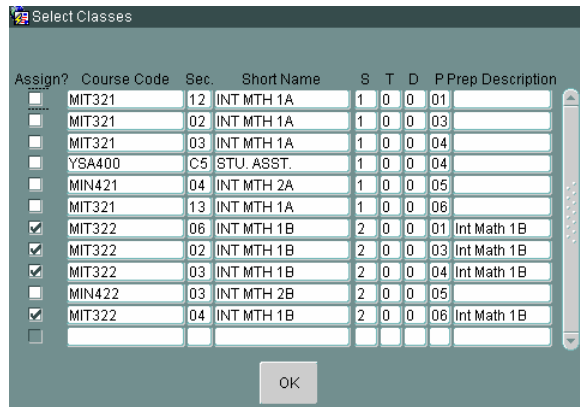 Select Classes
Assign? Course Code Sec. Short Name S T D P Prep Description
MIT321 12 INT MTH 1A 1 0 0 01
MIT321 02 INT MTH 1A 1 0 0 03
MIT321 03 INT MTH 1A 1 0 0 04
YSA400 C5 STU. ASST. 1 0 0 04
MIN421 04 INT MTH 2A 1 0 0 05
MIT321 13 INT MTH 1A 1 0 0 06
MIT322 06 INT MTH 1B 2 0 0 01 Int Math 1B
MIT322 02 INT MTH 1B 2 0 0 03 Int Math 1B
MIT322 03 INT MTH 1B 2 0 0 04 Int Math 1B
MIN422 03 INT MTH 2B 2 0 0 05
MIT322 04 INT MTH 1B 2 0 0 06 Int Math 1B
OK